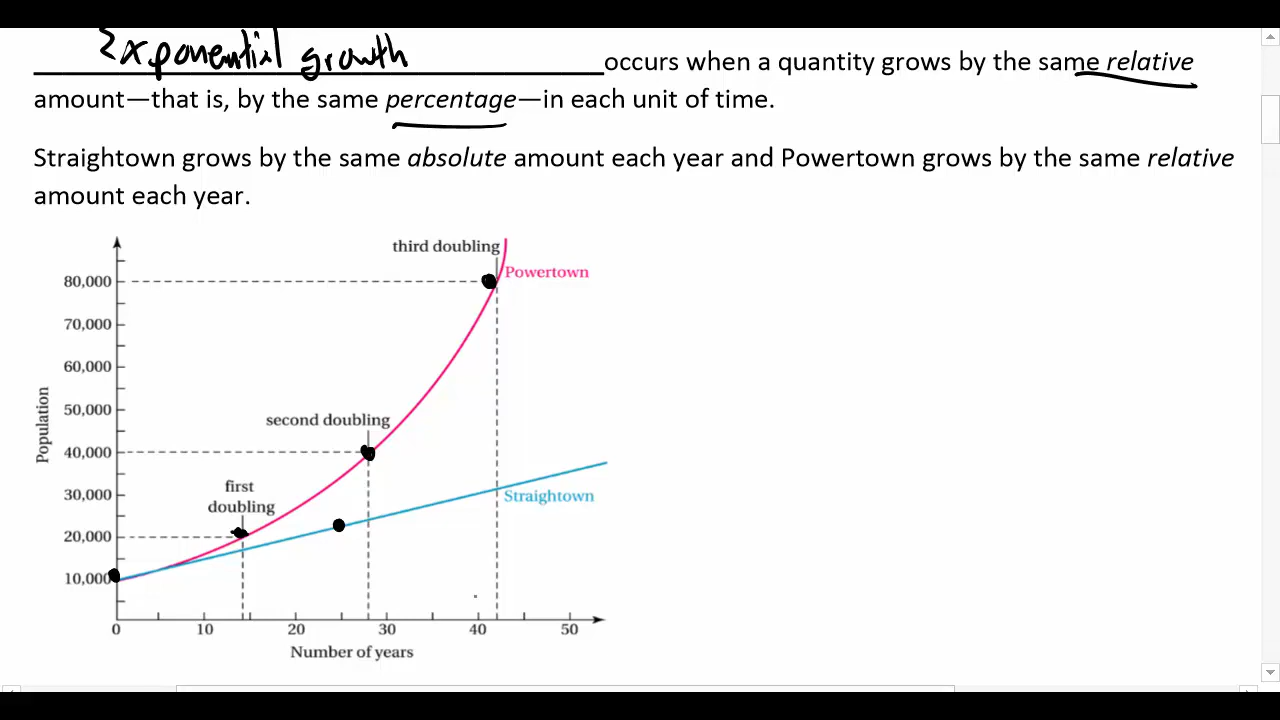 Exponential growth occurs when a quantity grows by the same relative
amount—that is, by the same percentage—in each unit of time.
Straightown grows by the same absolute amount each year and Powertown grows by the same relative
amount each year.
third doubling
Powertown
80,000
70,000
60,000
50,000
second doubling
40,000
first
doubling
30,000
Straightown
20,000
10,000
Population
0 10 20 30 40 50
Number of years